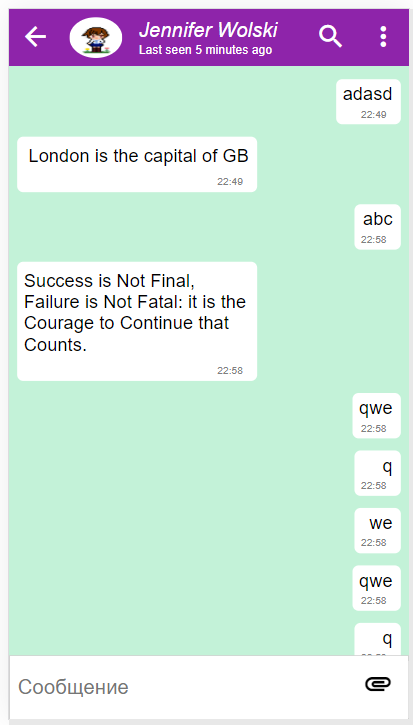 Jennifer Wolski
Last seen 5 minutes ago
adasd
22:49
London is the capital of GB
22:49
abc
22:58
Success is Not Final,
Failure is Not Fatal: it is the
Courage to Continue that
Counts.
22:58
qwe
22:58
q
22:58
we
22:58
qwe
22:58
q
Сообщение